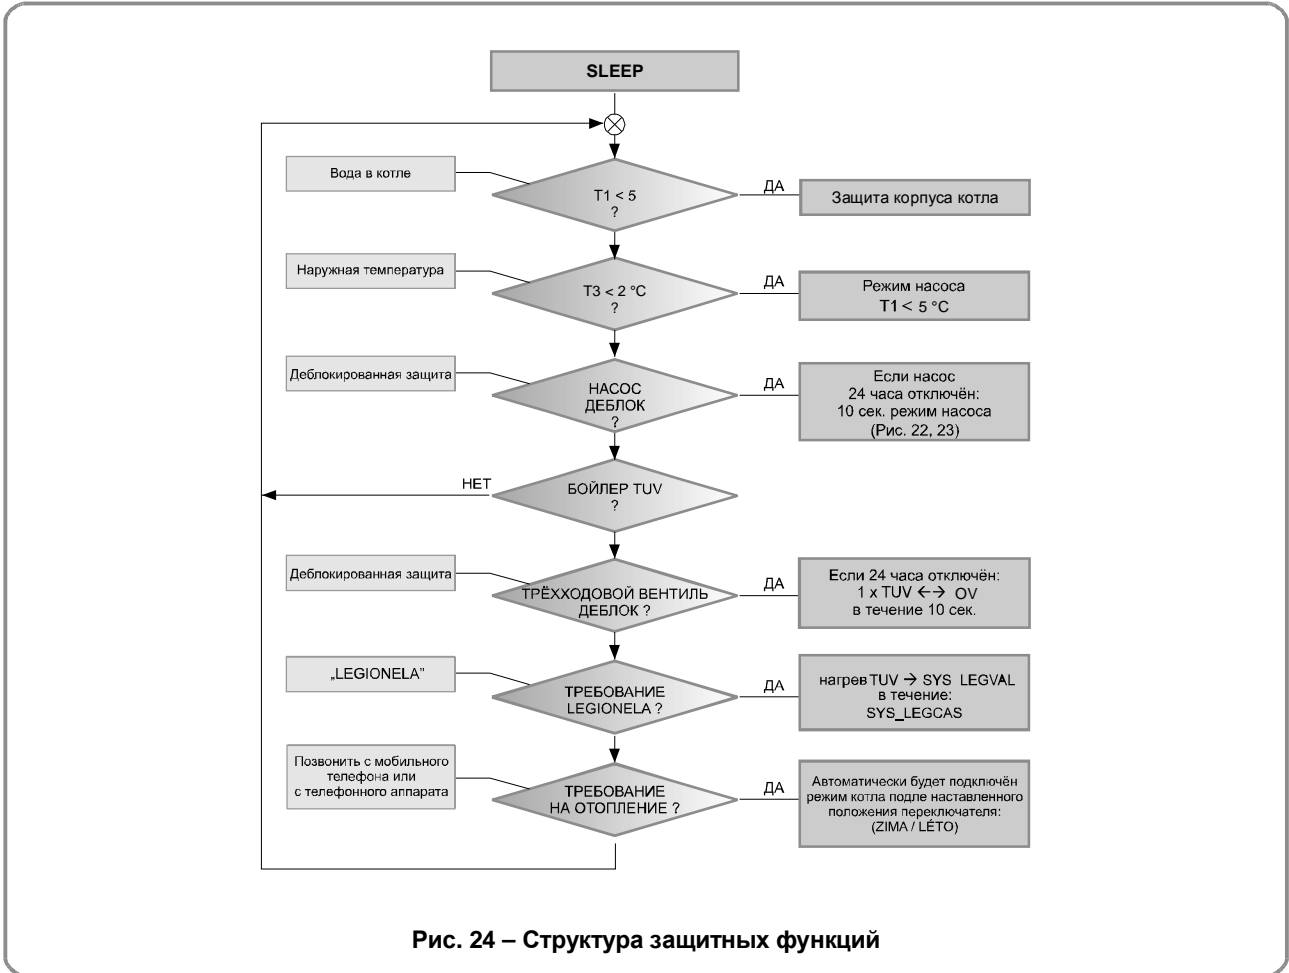 SLEEP
Вода в котле
T1 < 5
?
ДА
Защита корпуса котла
Наружная температура
T3 < 2 °C
?
ДА
Режим насоса
T1 < 5 °C
Деблокированная защита
НАСОС
ДЕБЛОК
?
ДА
Если насос
24 часа отключён:
10 сек. режим насоса
(Рис. 22, 23)
НЕТ
БОЙЛЕР TUV
?
Деблокированная защита
ТРЁХХОДОВОЙ ВЕНТИЛЬ
ДЕБЛОК ?
ДА
Если 24 часа отключён:
1 x TUV ←→ OV
в течение 10 сек.
„LEGIONELA”
ТРЕБОВАНИЕ
LEGIONELA ?
ДА
нагрев TUV → SYS_LEGVAL
в течение:
SYS_LEGCAS
Позвонить с мобильного
телефона или
с телефонного аппарата
ТРЕБОВАНИЕ
НА ОТОПЛЕНИЕ ?
ДА
Автоматически будет подключён
режим котла подле наставленного
положения переключателя:
(ZIMA / LÉTO)
Рис. 24 – Структура защитных функций